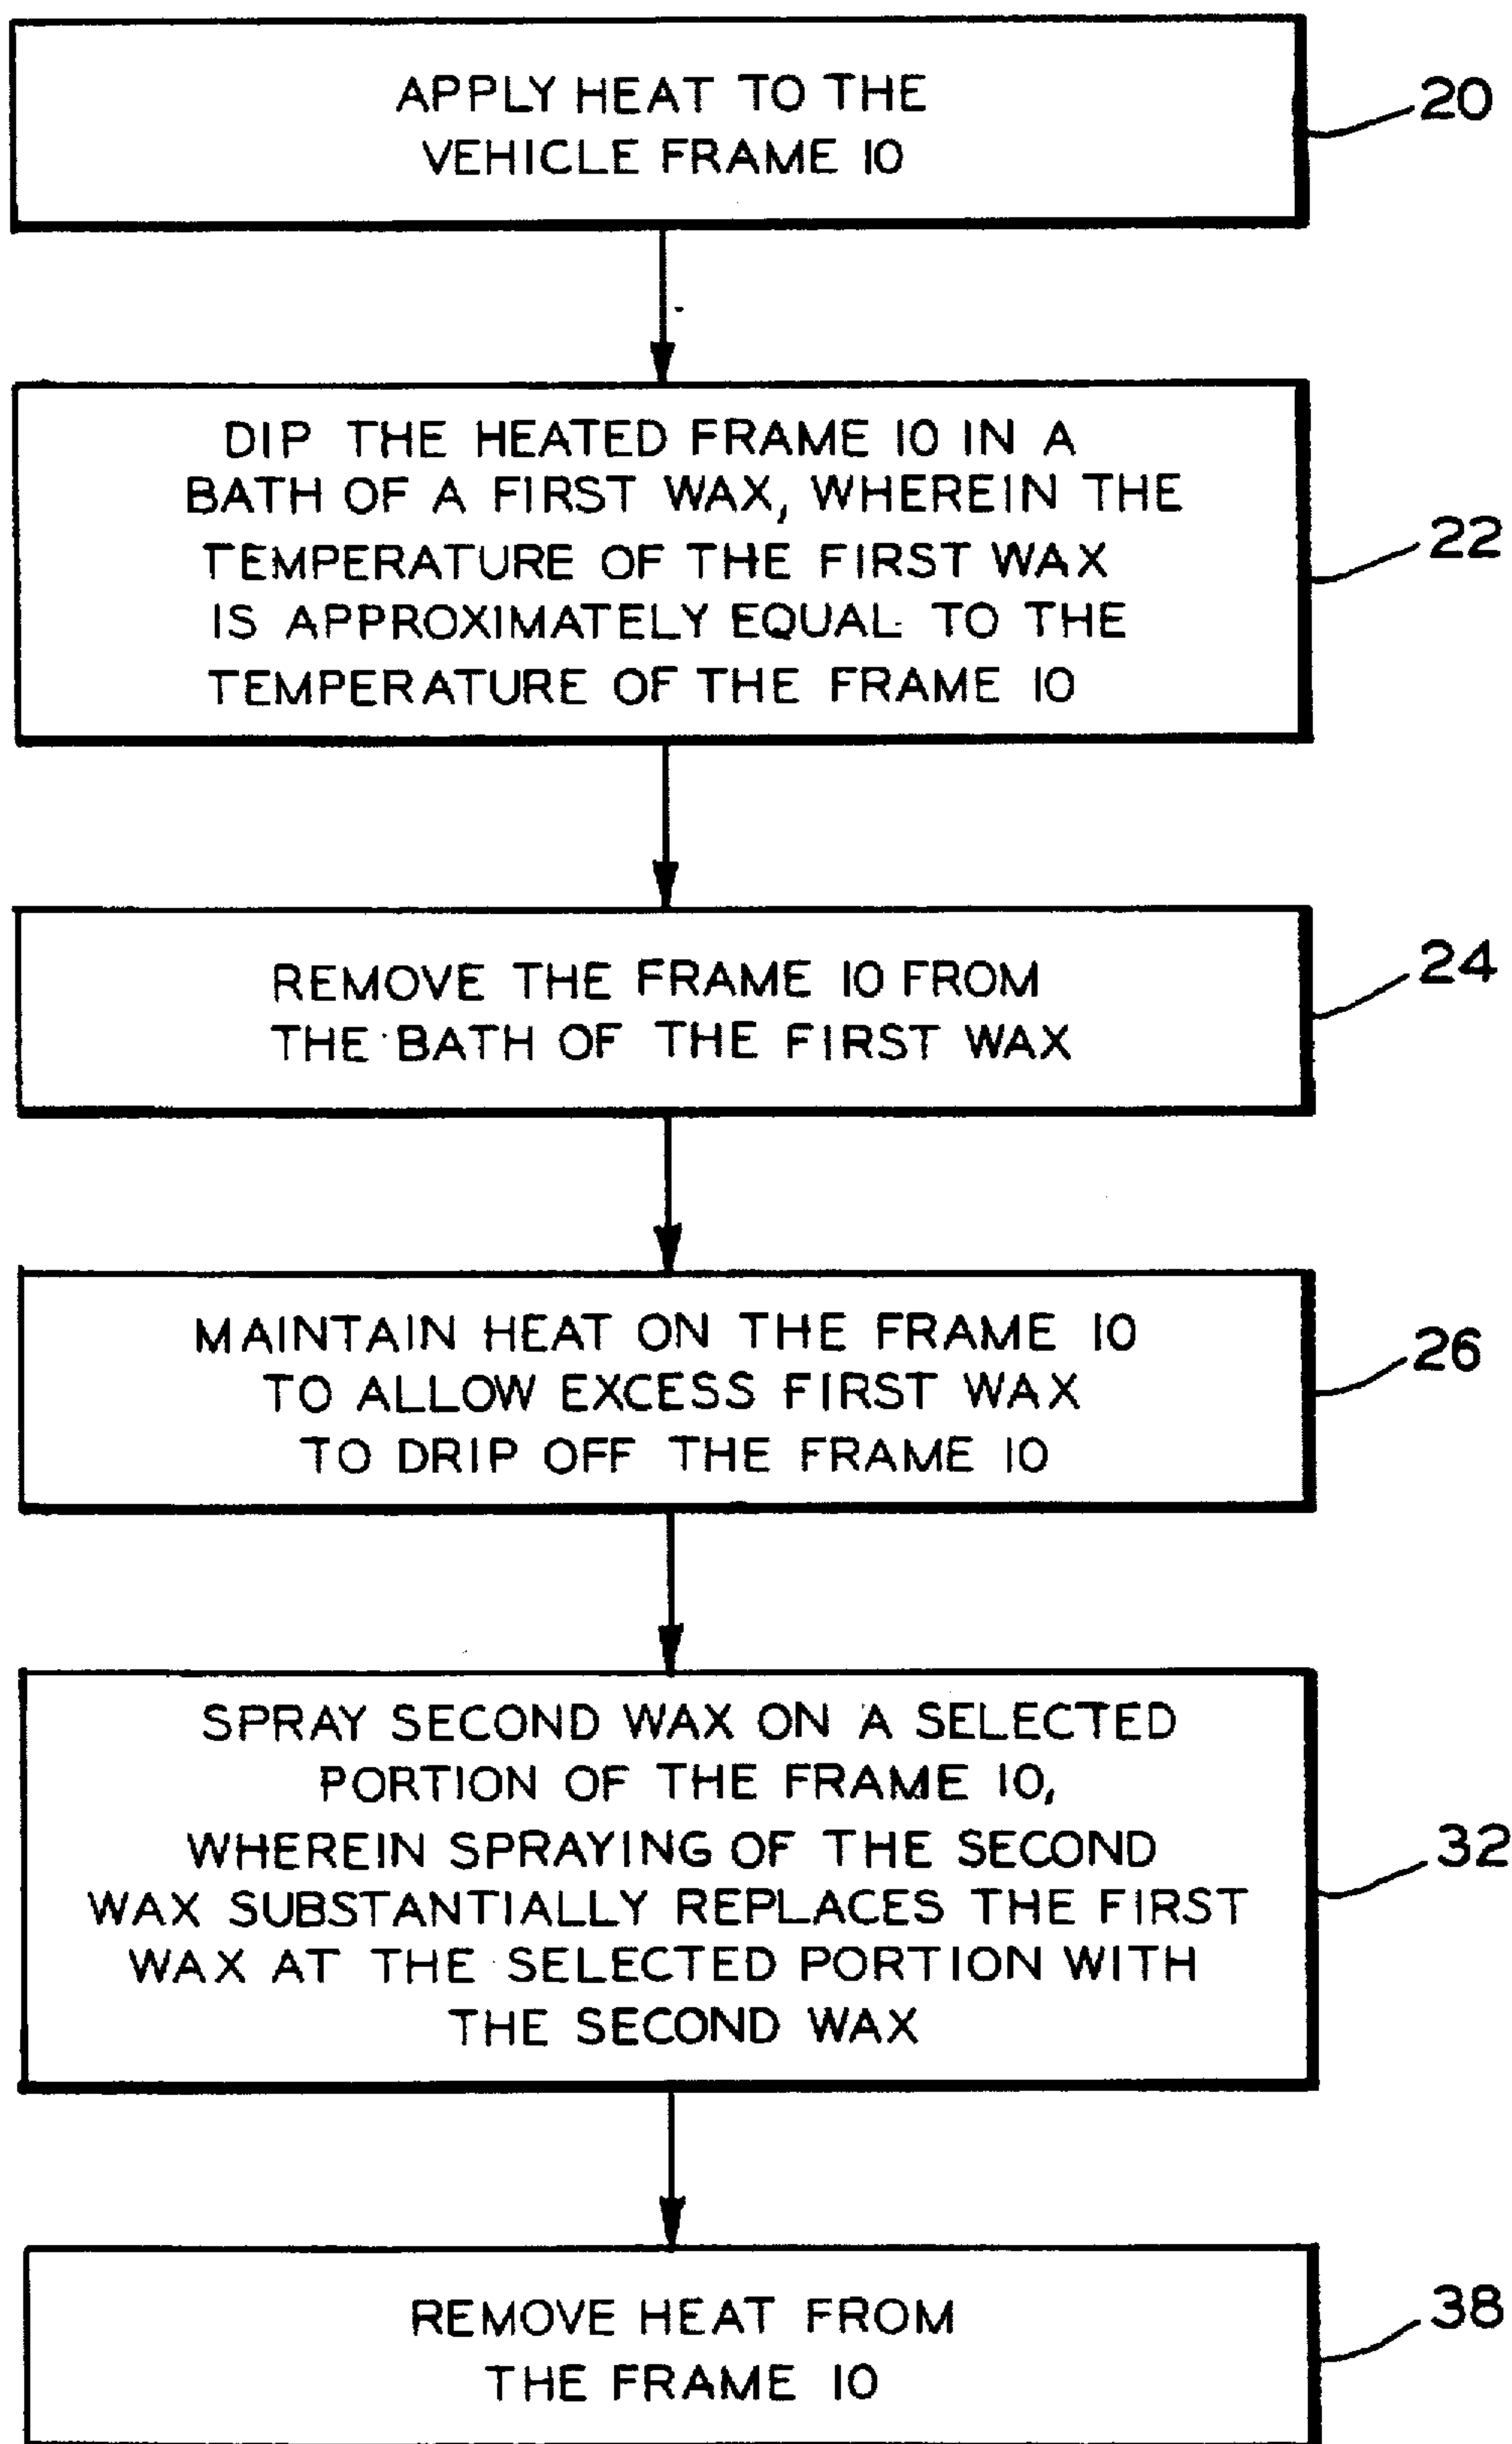 APPLY HEAT TO THE
VEHICLE FRAME 10
20
DIP THE HEATED FRAME 10 IN A
BATH OF A FIRST WAX, WHEREIN THE
TEMPERATURE OF THE FIRST WAX
IS APPROXIMATELY EQUAL TO THE
TEMPERATURE OF THE FRAME 10
22
REMOVE THE FRAME 10 FROM
THE BATH OF THE FIRST WAX
24
MAINTAIN HEAT ON THE FRAME 10
TO ALLOW EXCESS FIRST WAX
TO DRIP OFF THE FRAME 10
26
SPRAY SECOND WAX ON A SELECTED
PORTION OF THE FRAME 10,
WHEREIN SPRAYING OF THE SECOND
WAX SUBSTANTIALLY REPLACES THE FIRST
WAX AT THE SELECTED PORTION WITH
THE SECOND WAX
32
REMOVE HEAT FROM
THE FRAME 10
38